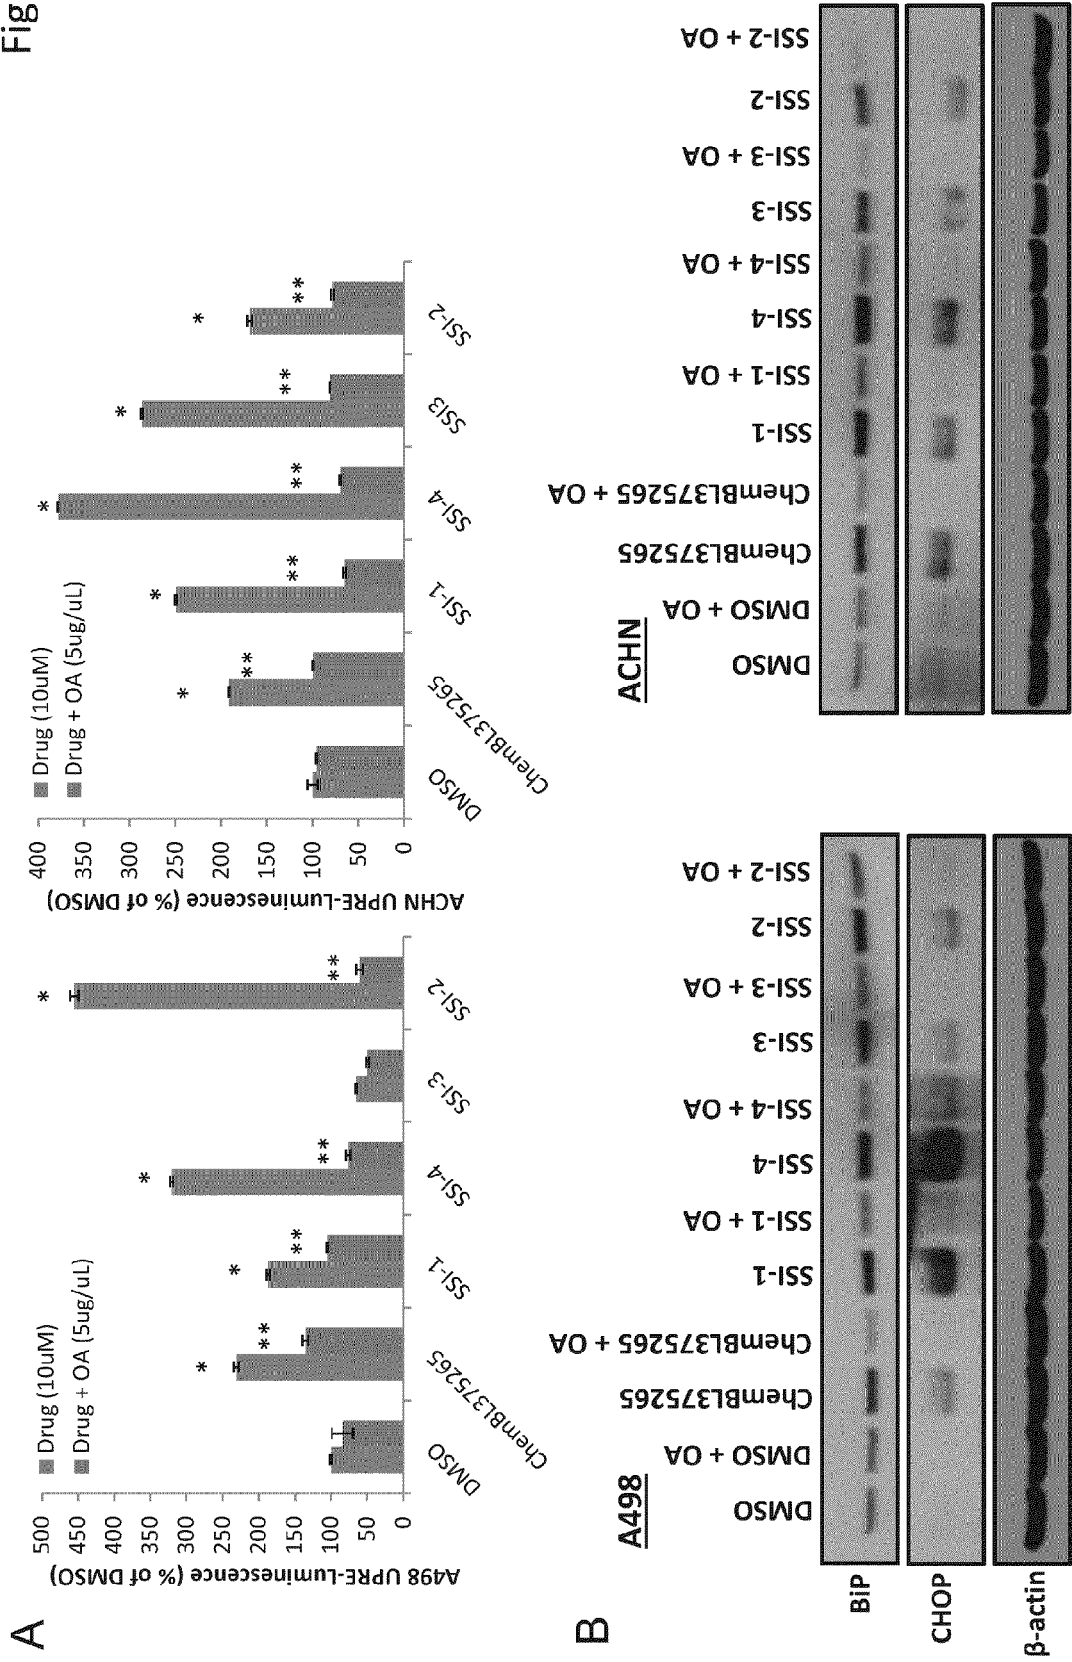 Fig
A
A498 UPRE-Luminescence (% of DMSO)
500
450
400
350
300
250
200
150
100
50
0
Drug (10uM)
Drug + OA (5ug/uL)
*
**
*
**
*
**
*
**
DMSO
ChemBL375265
SSI-1
SSI-4
SSI-3
SSI-2
ACHN UPRE-Luminescence (% of DMSO)
400
350
300
250
200
150
100
50
0
Drug (10uM)
Drug + OA (5ug/uL)
*
**
*
**
*
**
*
**
*
**
DMSO
ChemBL375265
SSI-1
SSI-4
SSI3
SSI-2
B
A498
DMSO
DMSO + OA
ChemBL375265
ChemBL375265 + OA
SSI-1
SSI-1 + OA
SSI-4
SSI-4 + OA
SSI-3
SSI-3 + OA
SSI-2
SSI-2 + OA
ACHN
DMSO
DMSO + OA
ChemBL375265
ChemBL375265 + OA
SSI-1
SSI-1 + OA
SSI-4
SSI-4 + OA
SSI-3
SSI-3 + OA
SSI-2
SSI-2 + OA
BiP
CHOP
β-actin